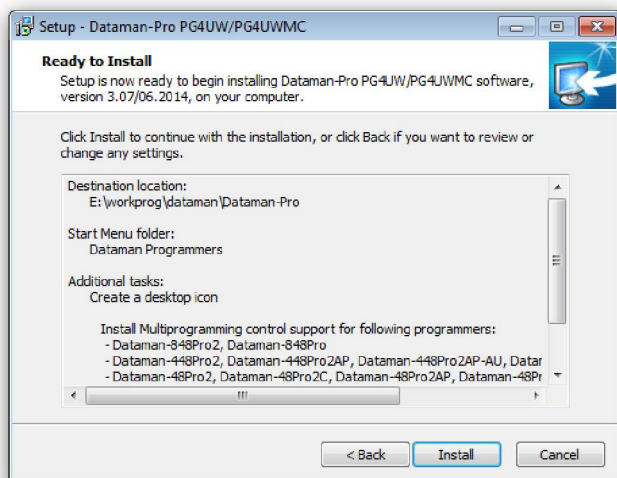 Setup - Dataman-Pro PG4UW/PG4UWMC
Ready to Install
Setup is now ready to begin installing Dataman-Pro PG4UW/PG4UWMC software,
version 3.07/06.2014, on your computer.
Click Install to continue with the installation, or click Back if you want to review or
change any settings.
Destination location:
E:\workprog\dataman\Dataman-Pro
Start Menu folder:
Dataman Programmers
Additional tasks:
Create a desktop icon
Install Multiprogramming control support for following programmers:
- Dataman-848Pro2, Dataman-848Pro
- Dataman-448Pro2, Dataman-448Pro2AP, Dataman-448Pro2AP-AU, Datar
- Dataman-48Pro2, Dataman-48Pro2C, Dataman-48Pro2AP, Dataman-48Pr
< Back Install Cancel